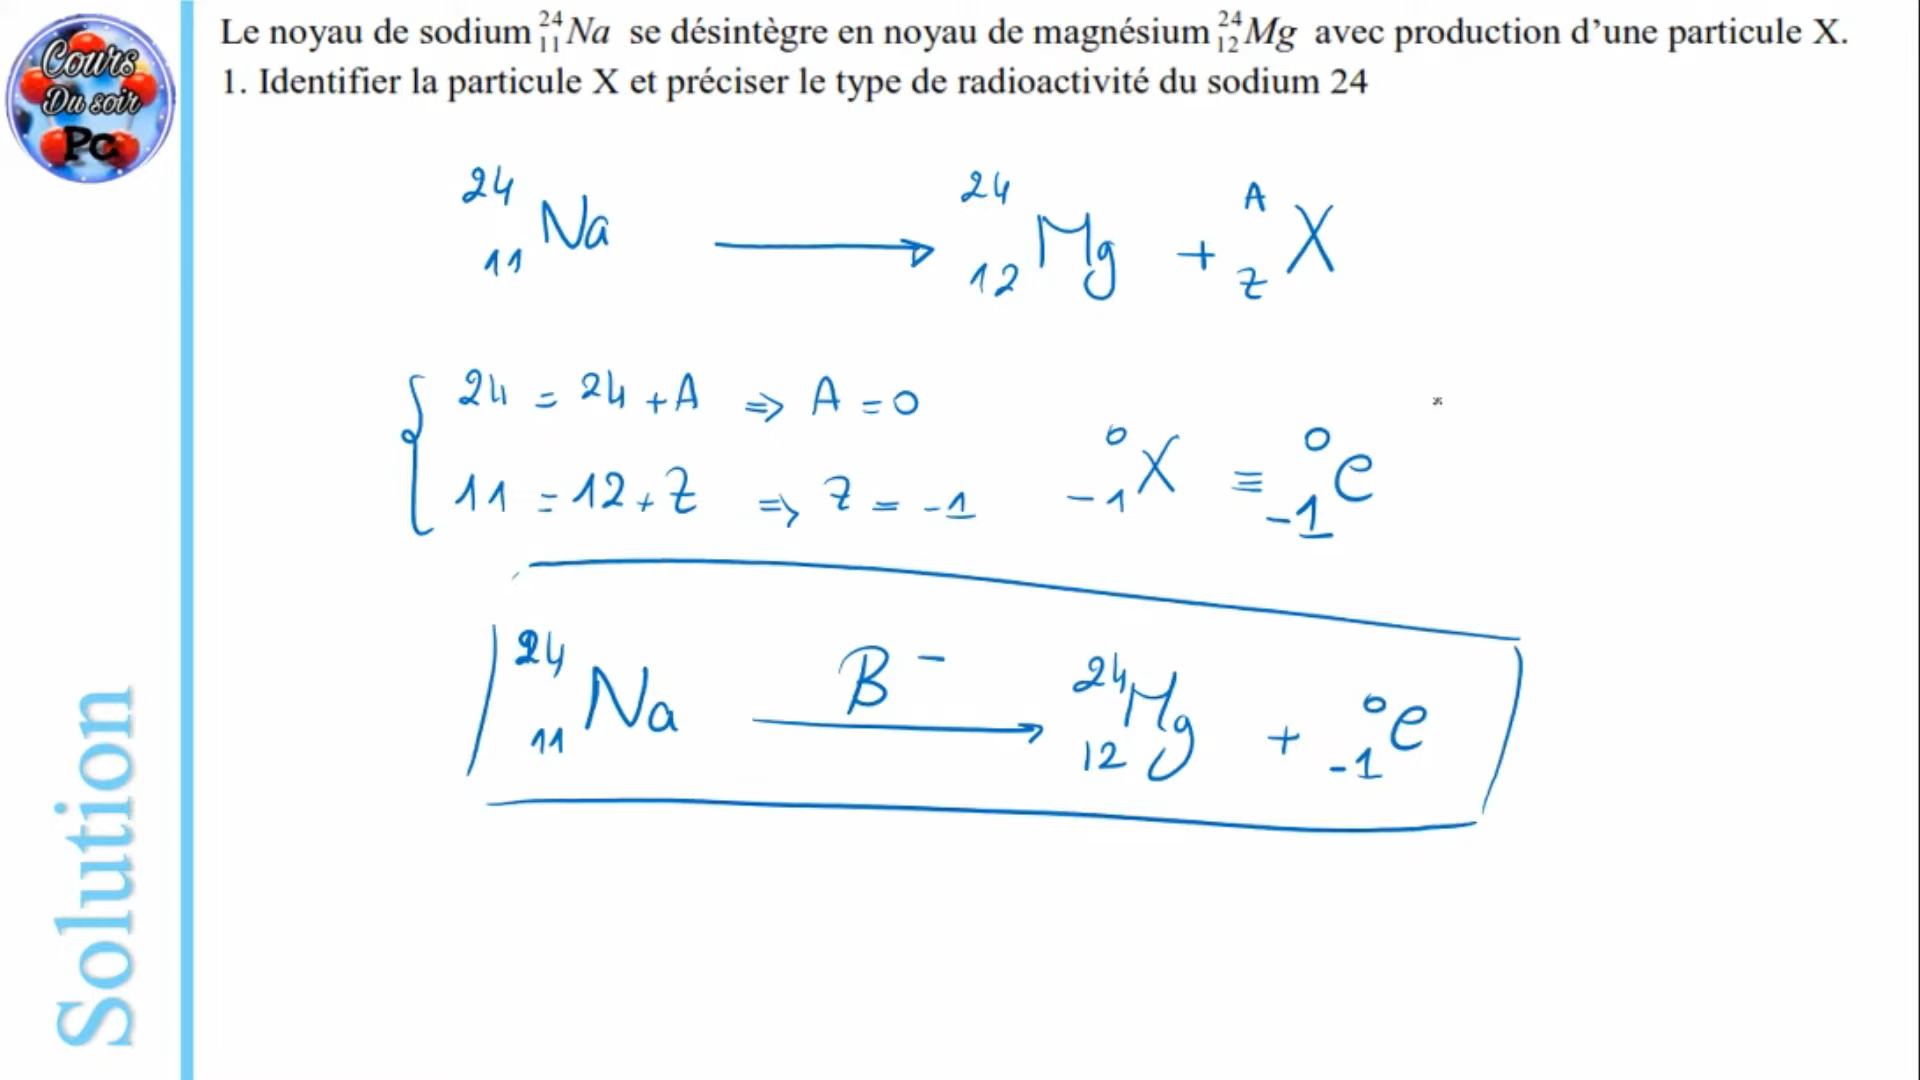 Cours
Du soir
Pc
Le noyau de sodium ²⁴₁₁Na se désintègre en noyau de magnésium ²⁴₁₂Mg avec production d’une particule X.
1. Identifier la particule X et préciser le type de radioactivité du sodium 24
²⁴₁₁Na ⟶ ²⁴₁₂Mg + ᴬ_Z X
24 = 24 + A ⇒ A = 0
11 = 12 + Z ⇒ Z = -1
⁰₋₁X ≡ ⁰₋₁e
²⁴₁₁Na —B⁻→ ²⁴₁₂Mg + ⁰₋₁e
Solution